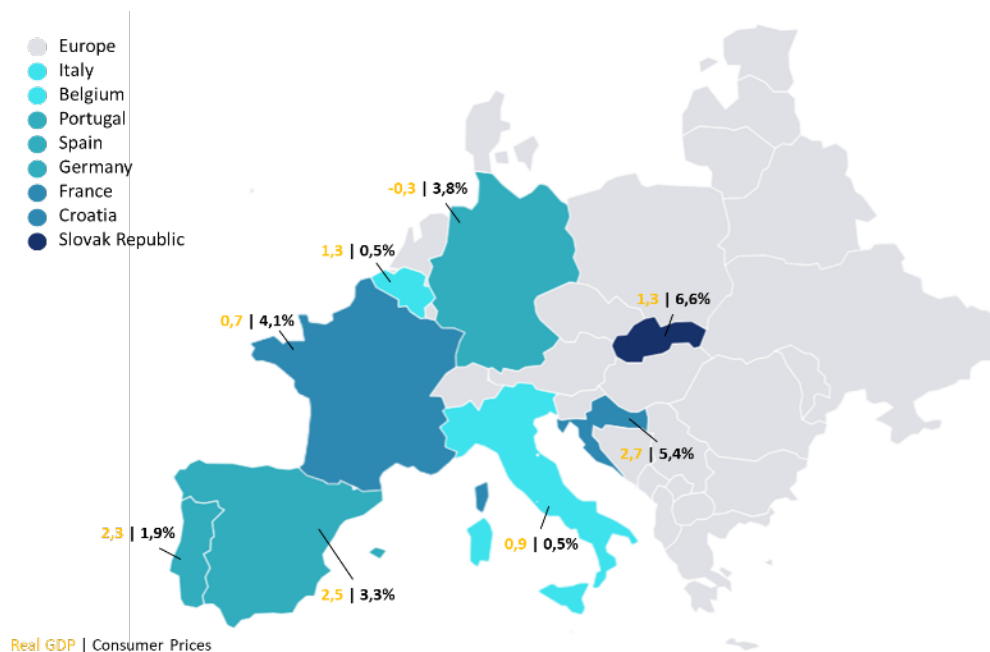 Europe
Italy
Belgium
Portugal
Spain
Germany
France
Croatia
Slovak Republic
-0,3 | 3,8%
1,3 | 0,5%
1,3 | 6,6%
0,7 | 4,1%
2,7 | 5,4%
2,3 | 1,9%
0,9 | 0,5%
2,5 | 3,3%
Real GDP | Consumer Prices